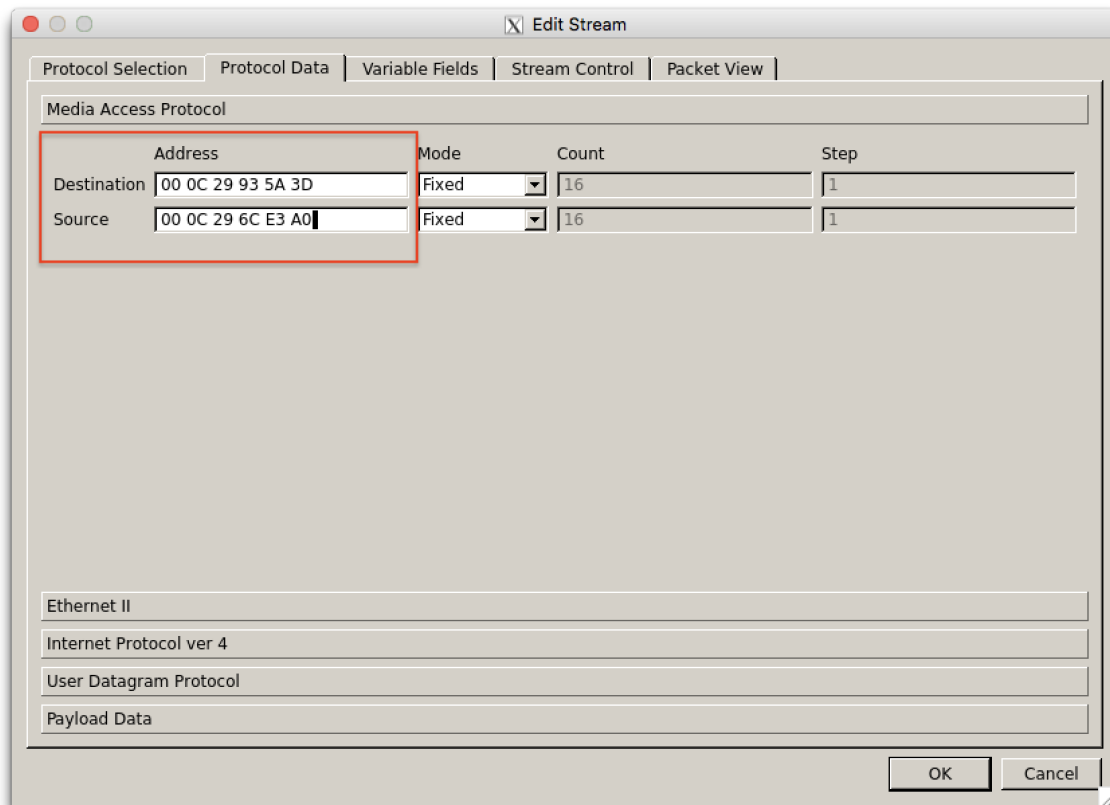 Edit Stream
Protocol Selection Protocol Data Variable Fields Stream Control Packet View
Media Access Protocol
Address Mode Count Step
Destination 00 0C 29 93 5A 3D Fixed 16 1
Source 00 0C 29 6C E3 A0 Fixed 16 1
Ethernet II
Internet Protocol ver 4
User Datagram Protocol
Payload Data
OK Cancel